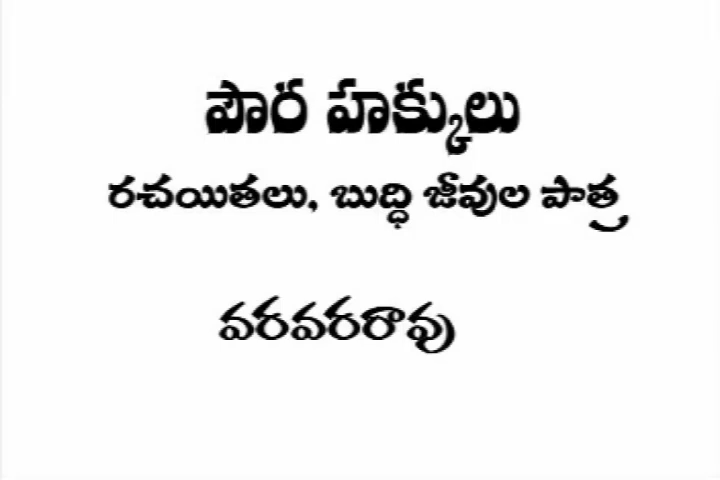 పౌర హక్కులు
రచయితలు, బుద్ధి జీవుల పాత్ర
వరవరరావు